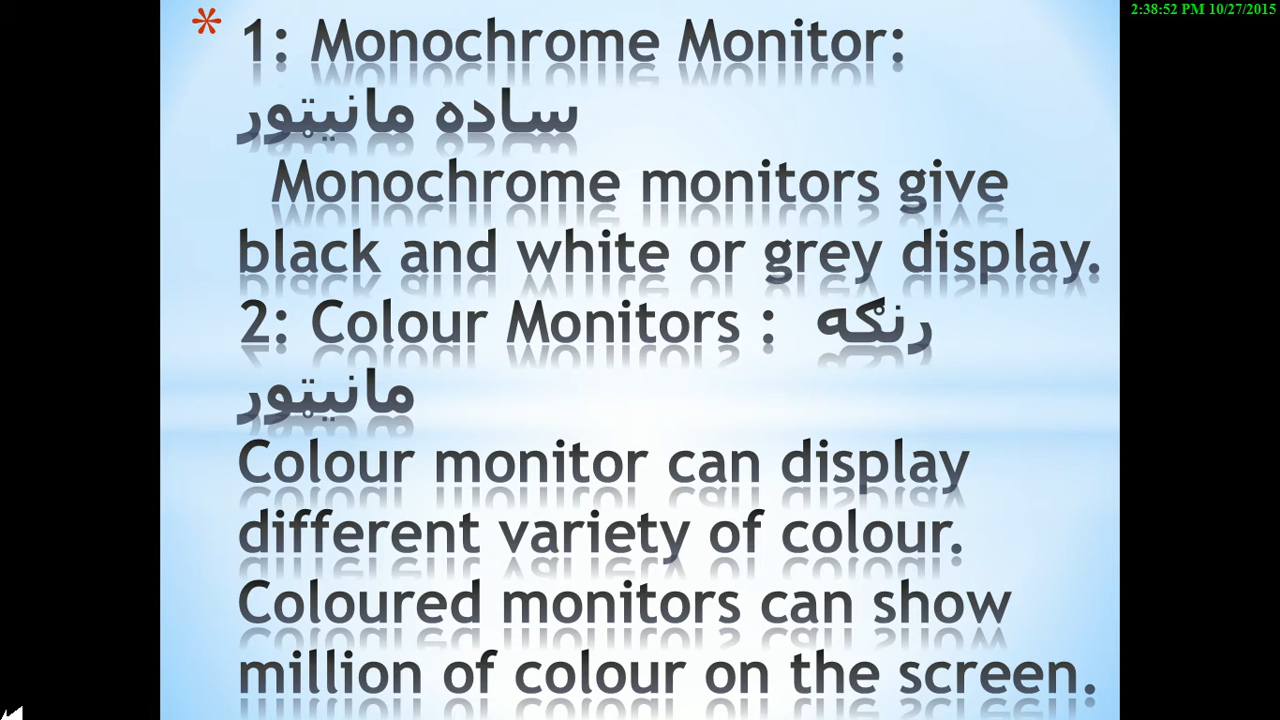 2:38:52 PM 10/27/2015
* 1: Monochrome Monitor:
ساده مانيټور
Monochrome monitors give
black and white or grey display.
2: Colour Monitors : رنګه
مانيټور
Colour monitor can display
different variety of colour.
Coloured monitors can show
million of colour on the screen.